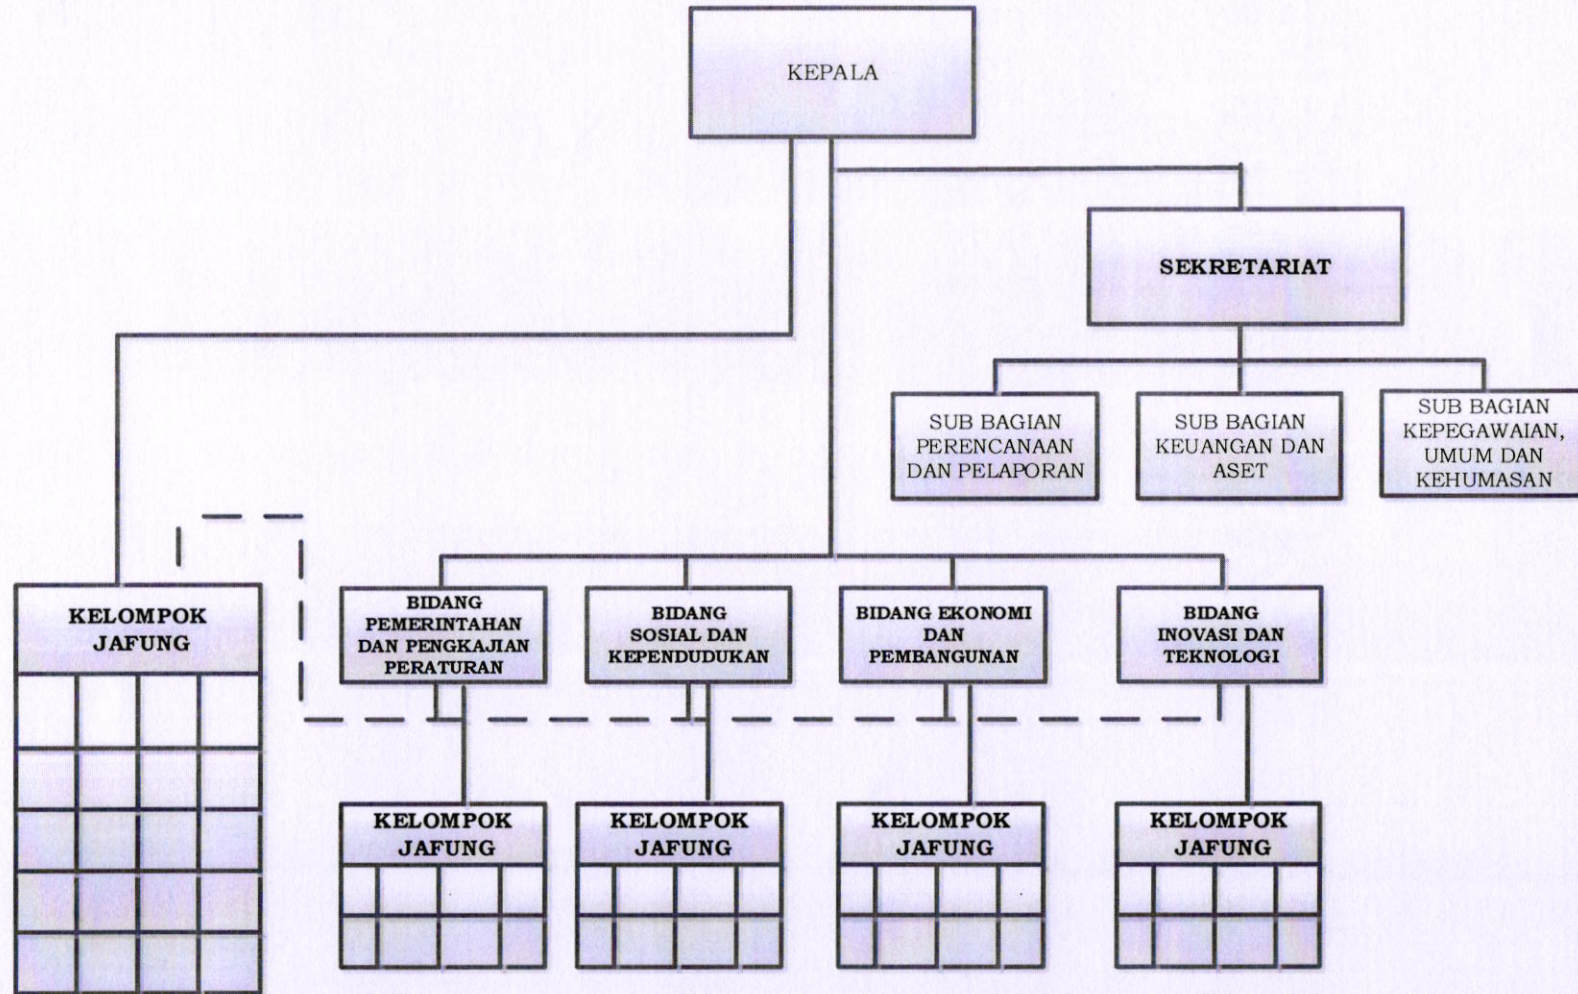 KEPALA
SEKRETARIAT
SUB BAGIAN
PERENCANAAN
DAN PELAPORAN
SUB BAGIAN
KEUANGAN DAN
ASET
SUB BAGIAN
KEPEGAWAIAN,
UMUM DAN
KEHUMASAN
KELOMPOK
JAFUNG
BIDANG
PEMERINTAHAN
DAN PENGKAJIAN
PERATURAN
BIDANG
SOSIAL DAN
KEPENDUDUKAN
BIDANG EKONOMI
DAN
PEMBANGUNAN
BIDANG
INOVASI DAN
TEKNOLOGI
KELOMPOK
JAFUNG
KELOMPOK
JAFUNG
KELOMPOK
JAFUNG
KELOMPOK
JAFUNG